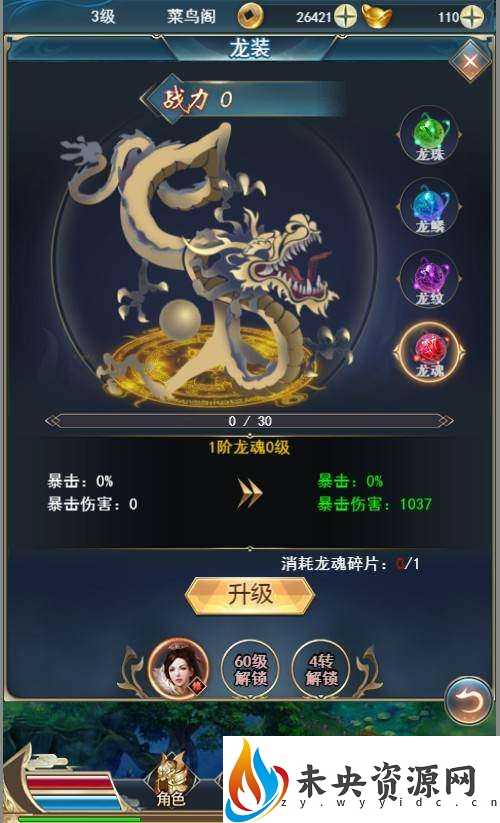 3级 菜鸟阁 26421 110
龙装
战力 0
龙珠
龙鳞
龙纹
龙魂
0 / 30
1阶龙魂0级
暴击: 0% 暴击: 0%
暴击伤害: 0 暴击伤害: 1037
消耗龙魂碎片: 0/1
升级
60级
解锁
4转
解锁
角色
未央资源网
zy.wyyidc.cn